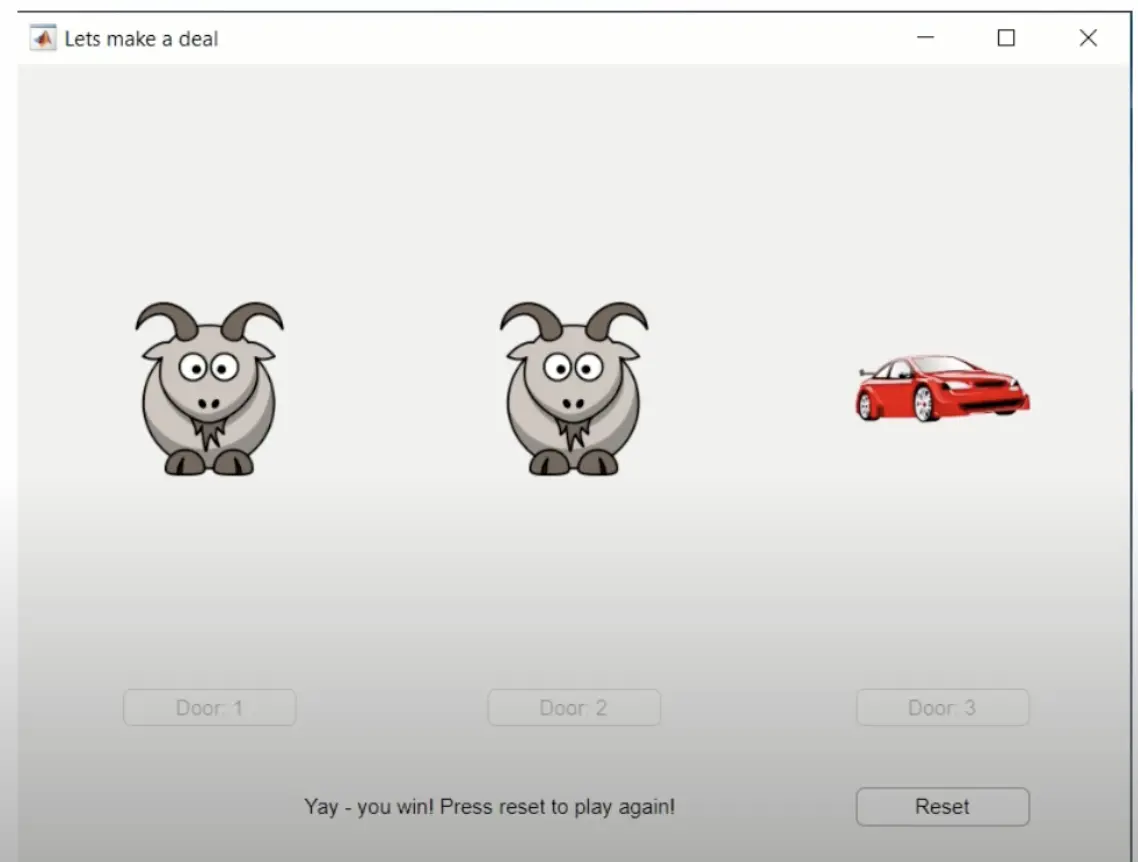 Lets make a deal
Door: 1
Door: 2
Door: 3
Yay - you win! Press reset to play again!
Reset